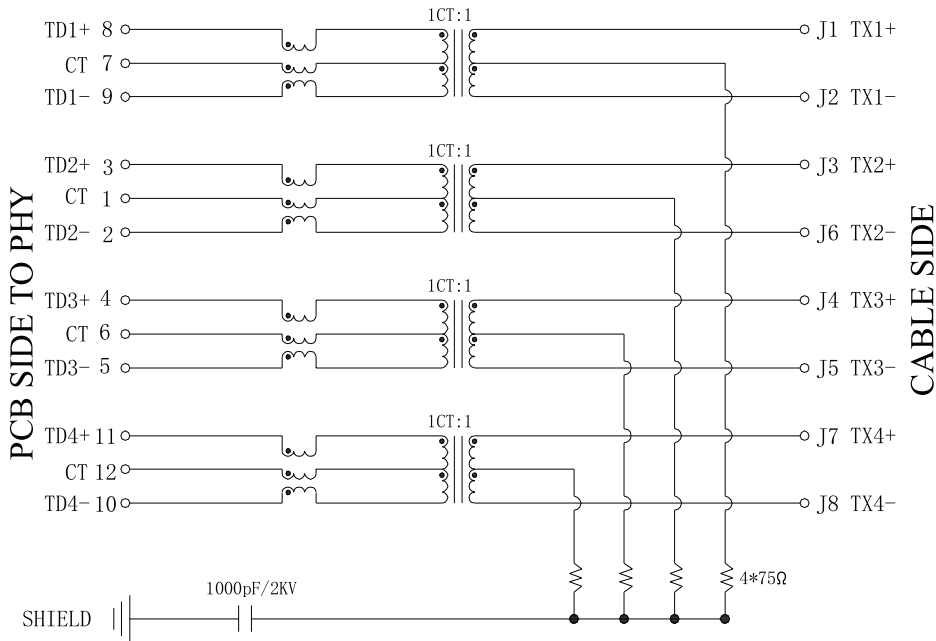 1CT:1
TD1+ 8
J1 TX1+
CT 7
TD1- 9
J2 TX1-
1CT:1
TD2+ 3
J3 TX2+
CT 1
TD2- 2
J6 TX2-
PCB SIDE TO PHY
CABLE SIDE
1CT:1
TD3+ 4
J4 TX3+
CT 6
TD3- 5
J5 TX3-
1CT:1
TD4+ 11
J7 TX4+
CT 12
TD4- 10
J8 TX4-
4*75Ω
1000pF/2KV
SHIELD